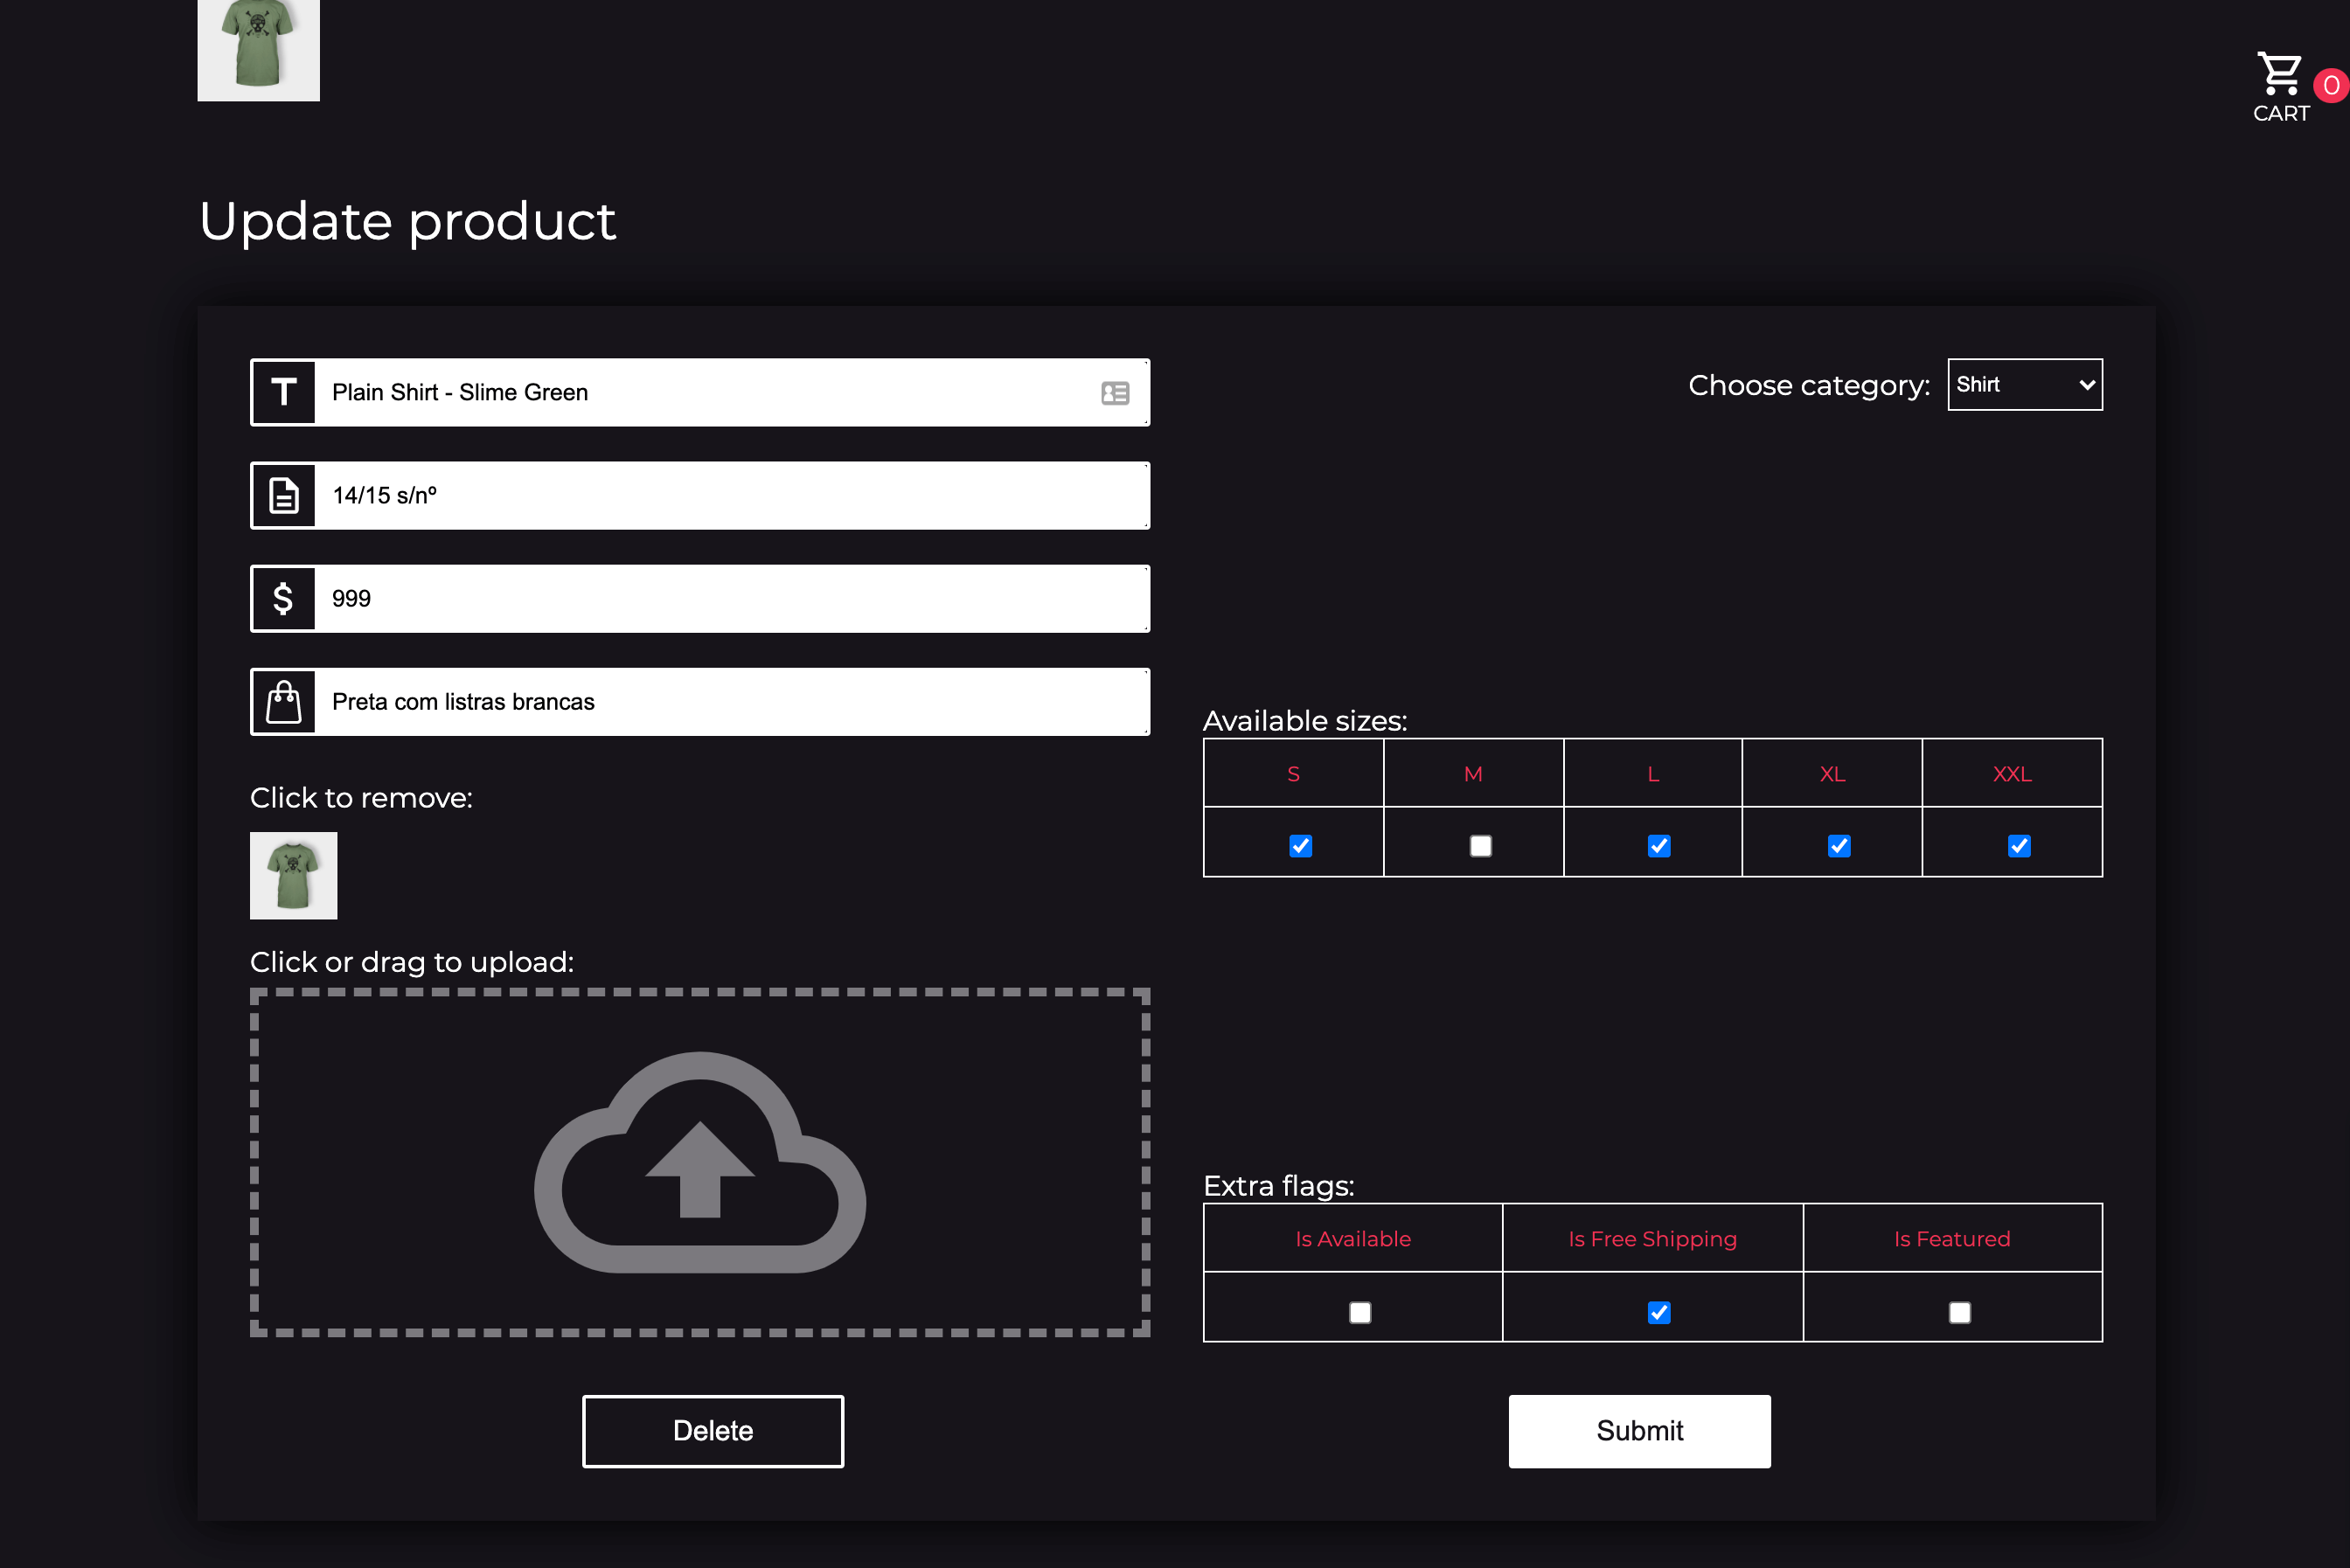 CART
0
Update product
Plain Shirt - Slime Green
Choose category:
Shirt
14/15 s/nº
999
Preta com listras brancas
Available sizes:
S M L XL XXL
Click to remove:
Click or drag to upload:
Extra flags:
Is Available Is Free Shipping Is Featured
Delete
Submit